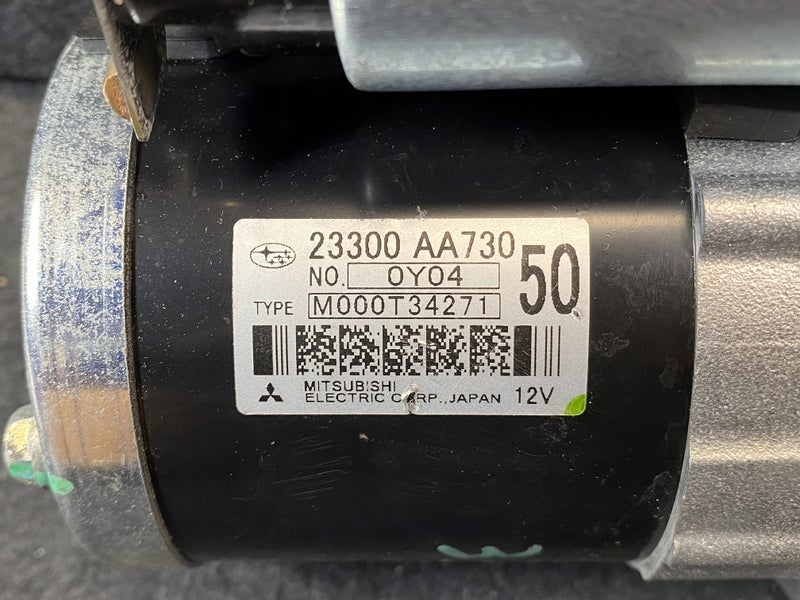 23300 AA730
50
NO. 0Y04
TYPE M000T34271
MITSUBISHI
ELECTRIC CORP.,JAPAN 12V